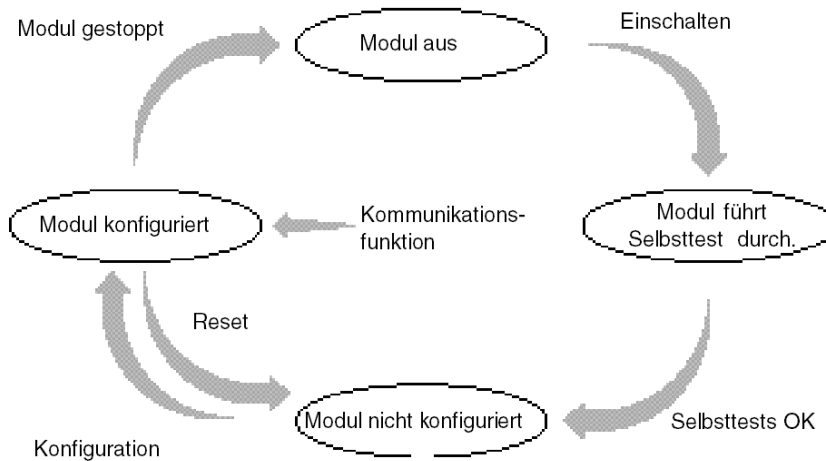 Modul gestoppt
Modul aus
Einschalten
Modul konfiguriert
Kommunikations-
funktion
Modul führt
Selbsttest durch.
Reset
Modul nicht konfiguriert
Selbsttests OK
Konfiguration